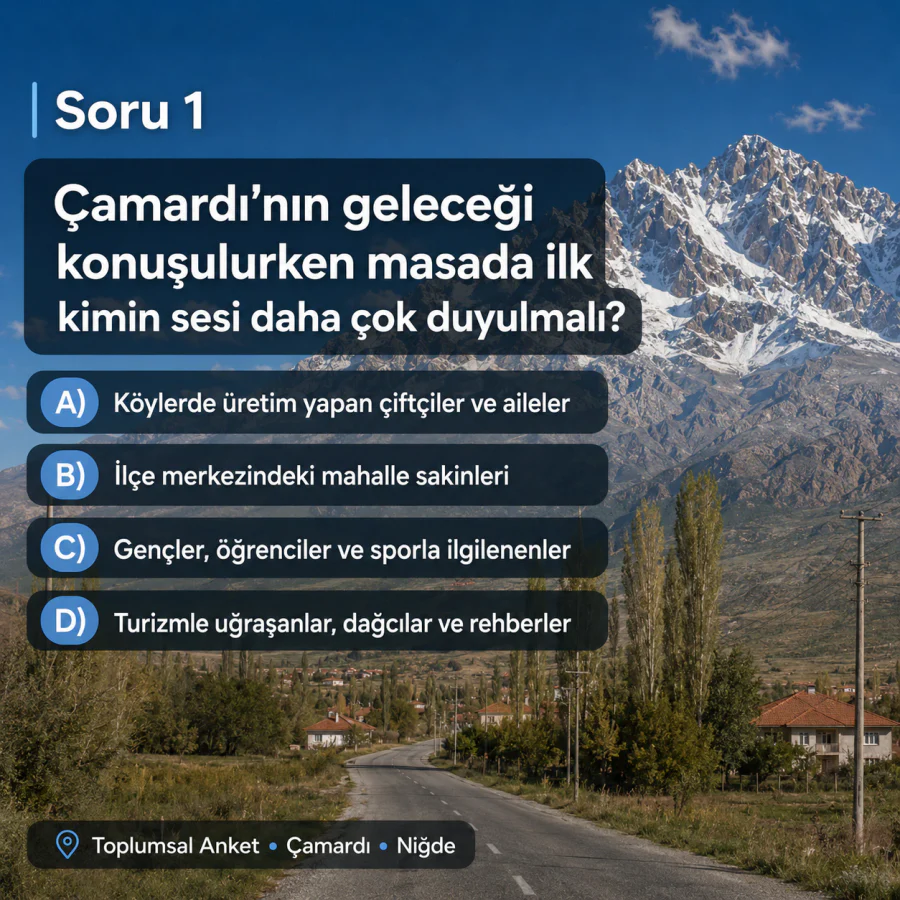 Soru 1
Çamardı’nın geleceği
konuşulurken masada ilk
kimin sesi daha çok duyulmalı?
A) Köylerde üretim yapan çiftçiler ve aileler
B) İlçe merkezindeki mahalle sakinleri
C) Gençler, öğrenciler ve sporla ilgilenenler
D) Turizmle uğraşanlar, dağcılar ve rehberler
Toplumsal Anket • Çamardı • Niğde